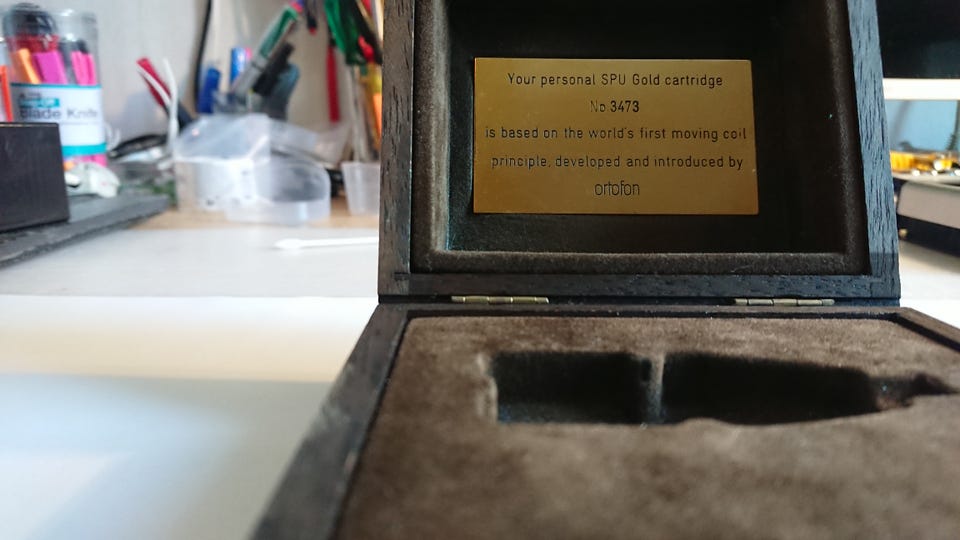 Your personal SPU Gold cartridge
No 3473
is based on the world's first moving coil
principle, developed and introduced by
ortofon
Blade Knife